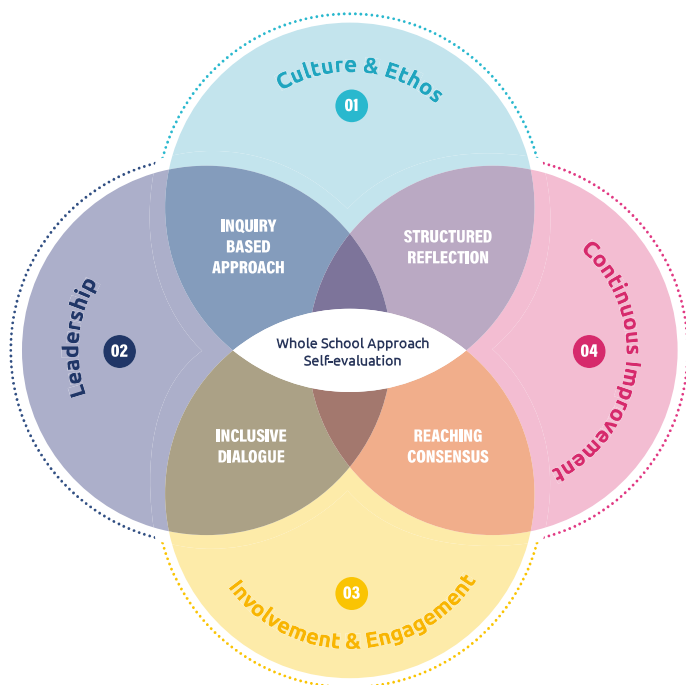 Culture & Ethos
01
INQUIRY
BASED
APPROACH
STRUCTURED
REFLECTION
Leadership
02
Whole School Approach
Self-evaluation
04
Continuous Improvement
INCLUSIVE
DIALOGUE
REACHING
CONSENSUS
03
Involvement & Engagement